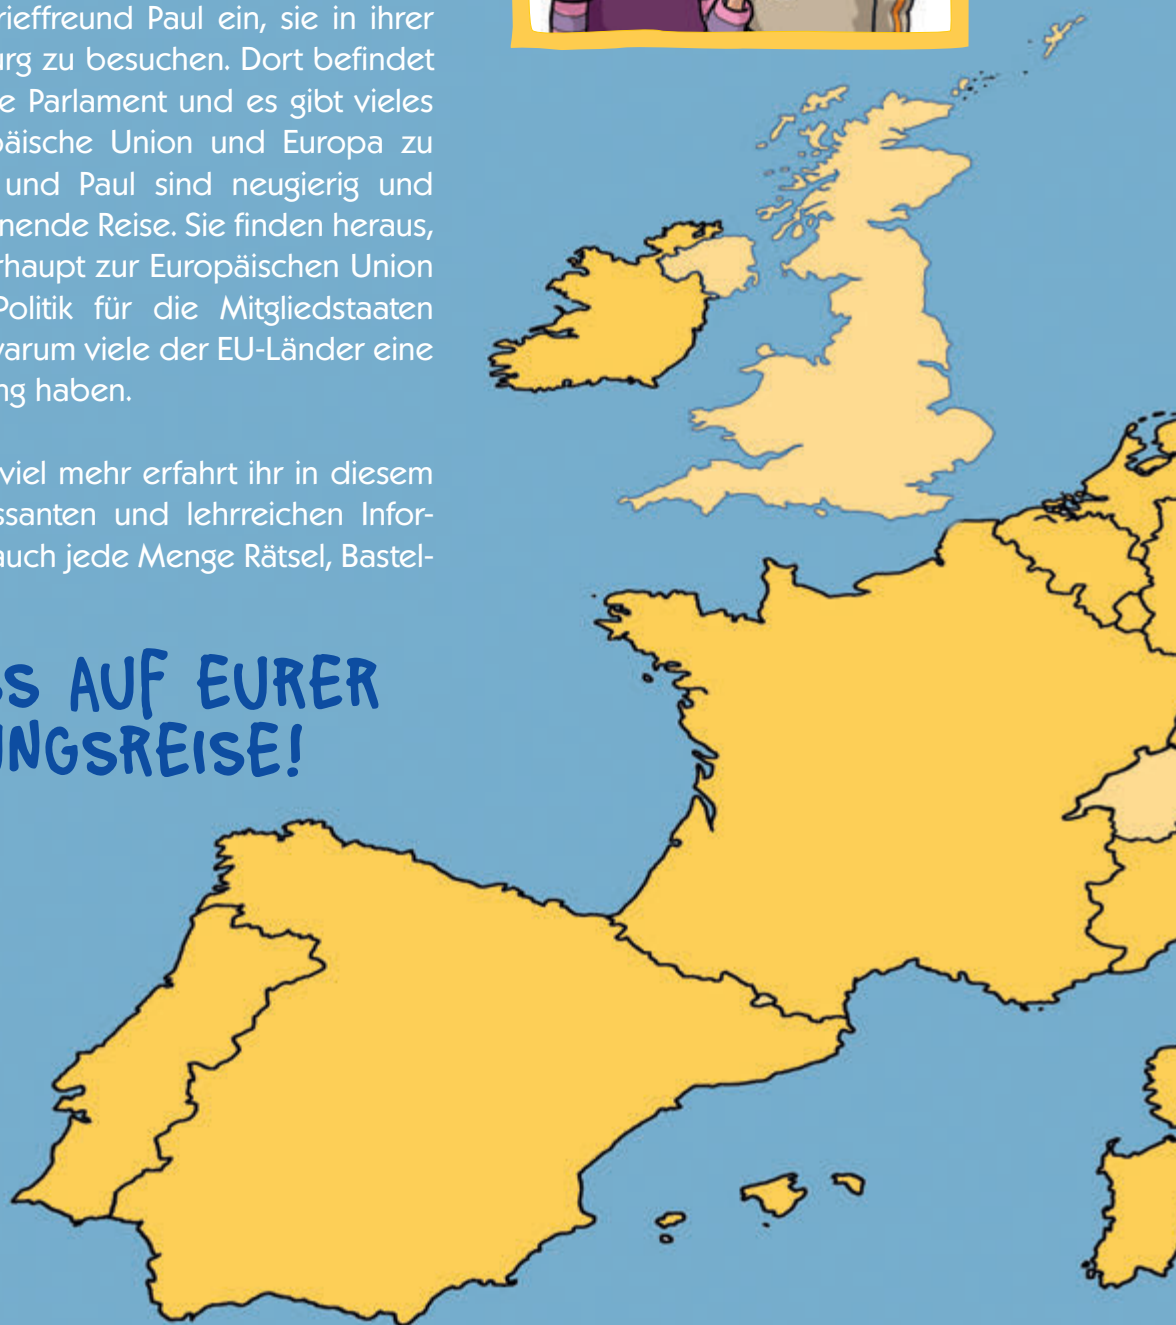 rieffreund Paul ein, sie in ihrer
urg zu besuchen. Dort befindet
e Parlament und es gibt vieles
päische Union und Europa zu
und Paul sind neugierig und
nende Reise. Sie finden heraus,
rhaupt zur Europäischen Union
Politik für die Mitgliedstaaten
varum viele der EU-Länder eine
ng haben.
viel mehr erfahrt ihr in diesem
ssanten und lehrreichen Infor-
auch jede Menge Rätsel, Bastel-
SS AUF EURER
UNGSREISE!